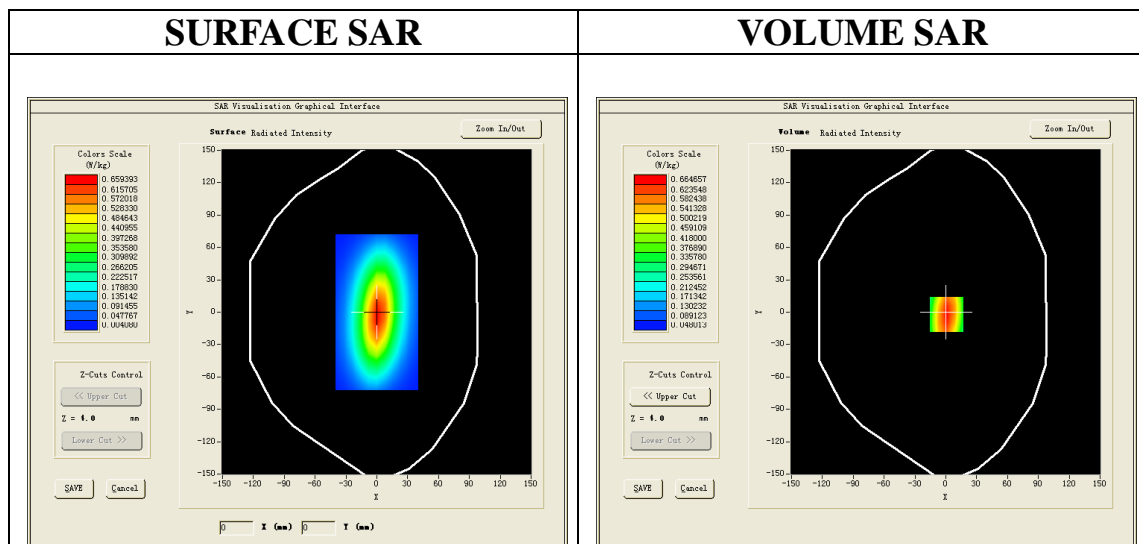 SURFACE SAR
VOLUME SAR
SAR Visualisation Graphical Interface
Surface Radiated Intensity
Zoom In/Out
Colors Scale
(W/kg)
0.659393
0.615705
0.572018
0.528330
0.484643
0.440955
0.397268
0.353580
0.309892
0.266205
0.222517
0.178830
0.135142
0.091455
0.047767
0.004080
150
120
90
60
30
0
-30
-60
-90
-120
-150
Y
-150 -120 -90 -60 -30 0 30 60 90 120 150
X
Z-Cuts Control
<< Upper Cut
Z = 4.0 mm
Lower Cut >>
SAVE Cancel
0 X (mm) 0 Y (mm)
SAR Visualisation Graphical Interface
Volume Radiated Intensity
Zoom In/Out
Colors Scale
(W/kg)
0.664657
0.623548
0.582438
0.541328
0.500219
0.459109
0.418000
0.376890
0.335780
0.294671
0.253561
0.212452
0.171342
0.130232
0.089123
0.048013
150
120
90
60
30
0
-30
-60
-90
-120
-150
Y
-150 -120 -90 -60 -30 0 30 60 90 120 150
X
Z-Cuts Control
<< Upper Cut
Z = 4.0 mm
Lower Cut >>
SAVE Cancel